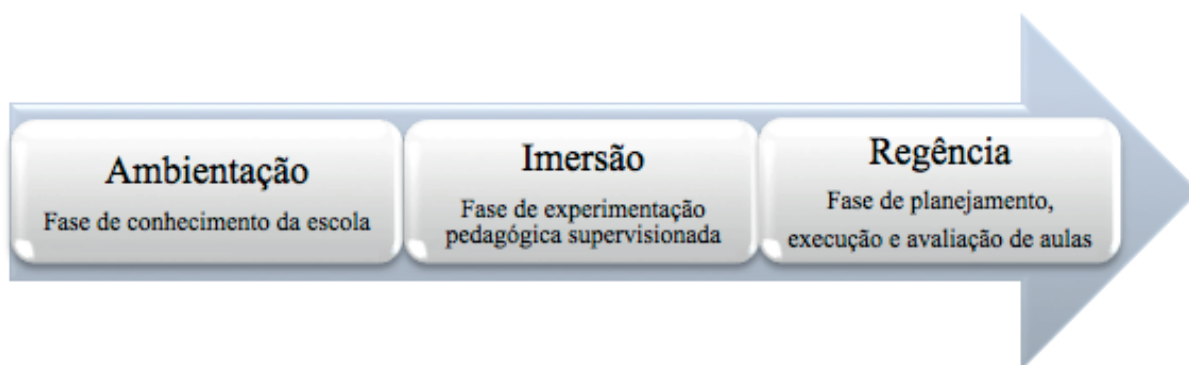 Ambientação
Fase de conhecimento da escola
Imersão
Fase de experimentação
pedagógica supervisionada
Regência
Fase de planejamento,
execução e avaliação de aulas